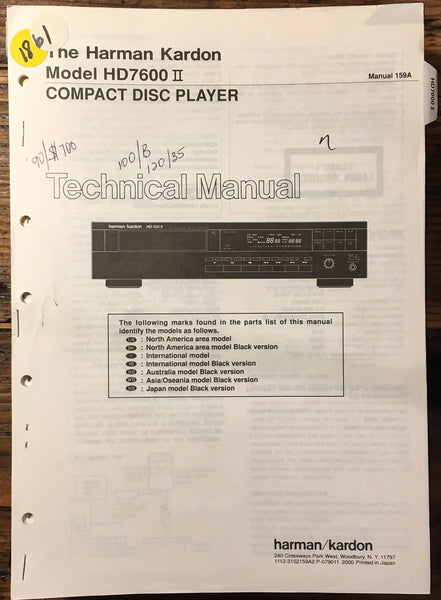 1861
The Harman Kardon
Model HD7600 II
COMPACT DISC PLAYER
Manual 159A
HD7600 II
'90/$700
100/B
120/35
n
Technical Manual
harman kardon HD7600 II
The following marks found in the parts list of this manual
identify the models as follows.
: North America area model
: North America area model Black version
: International model
: International model Black version
: Australia model Black version
: Asia/Oseania model Black version
: Japan model Black version
harman/kardon
240 Crossways Park West, Woodbury, N. Y. 11797
1112-3152159A2 P-079011 2000 Printed in Japan